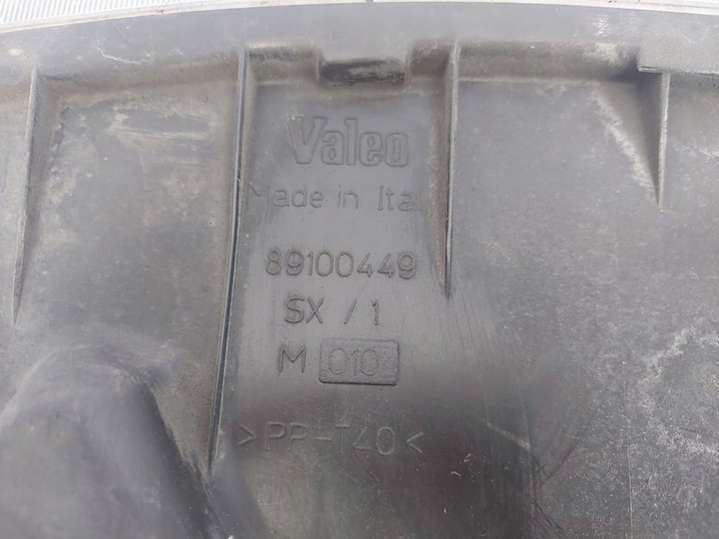 Valeo
Made in Ital
89100449
SX / 1
M 010
>PP-T40<